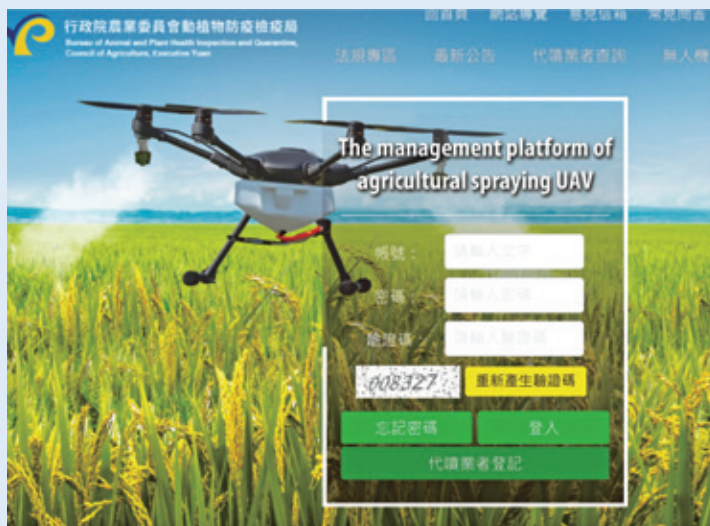 回首頁 網站導覽 意見信箱 常見問答
行政院農業委員會動植物防疫檢疫局
Bureau of Animal and Plant Health Inspection and Quarantine,
Council of Agriculture, Executive Yuan
法規專區 最新公告 代噴業者查詢 無人機
The management platform of
agricultural spraying UAV
帳號：
請輸入文字
密碼：
請輸入密碼
驗證碼
請輸入驗證碼
008327
重新產生驗證碼
忘記密碼
登入
代噴業者登記